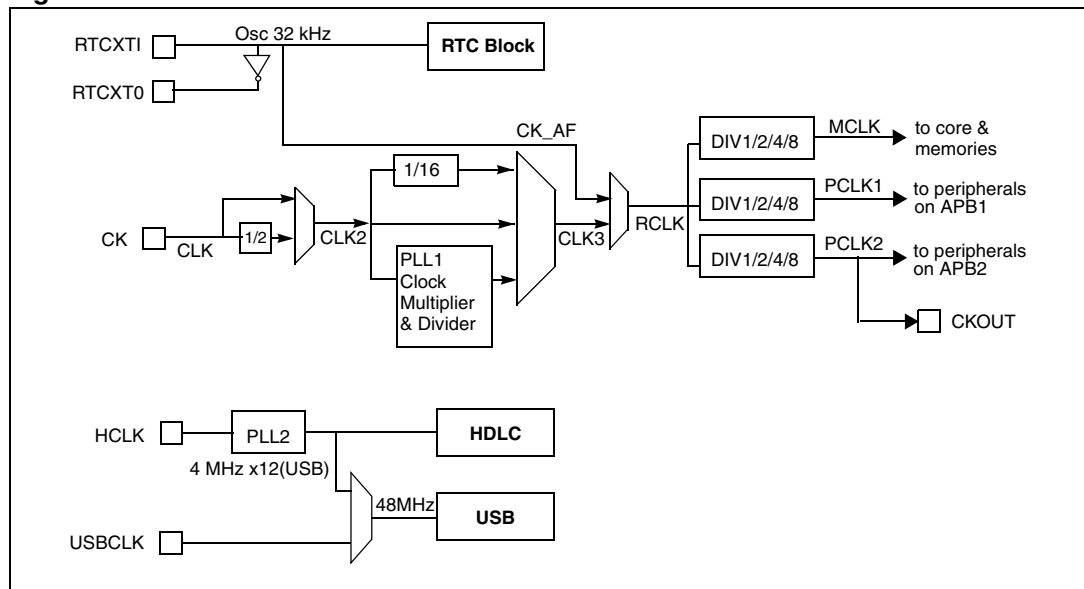 RTCXTI
Osc 32 kHz
RTC Block
RTCXT0
CK_AF
DIV1/2/4/8
MCLK
to core &
memories
1/16
DIV1/2/4/8
PCLK1
to peripherals
on APB1
CK
CLK
1/2
CLK2
CLK3
RCLK
PLL1
Clock
Multiplier
& Divider
DIV1/2/4/8
PCLK2
to peripherals
on APB2
CKOUT
HCLK
PLL2
HDLC
4 MHz x12(USB)
48MHz
USB
USBCLK